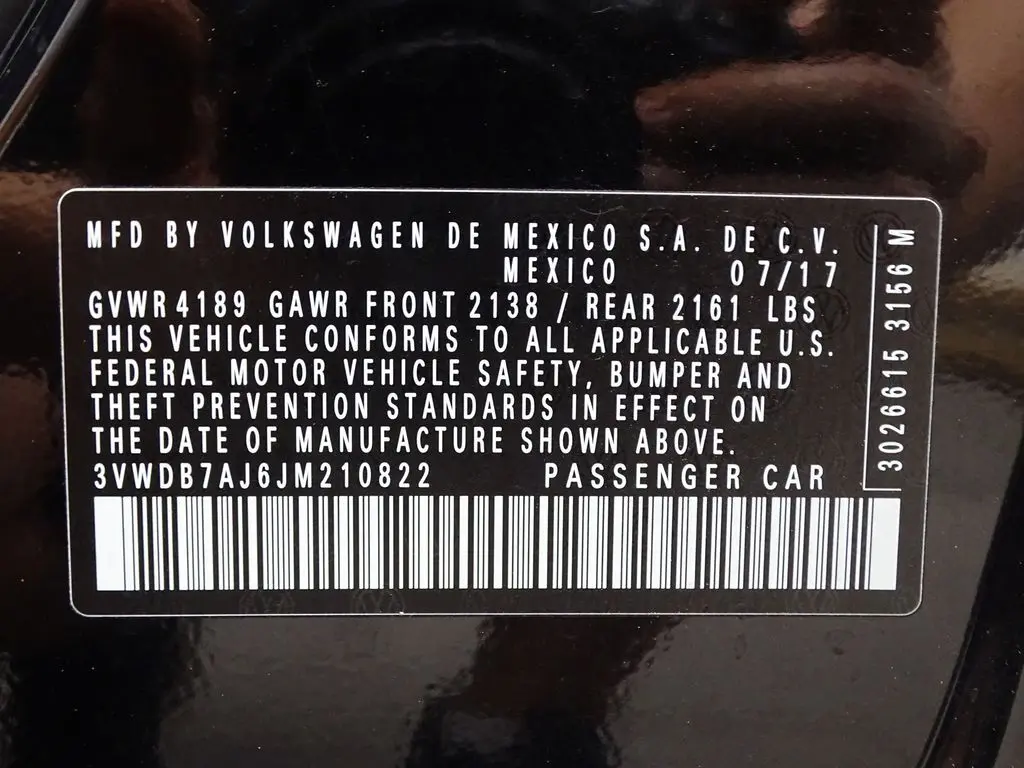 MFD BY VOLKSWAGEN DE MEXICO S.A. DE C.V.
MEXICO 07/17
GVWR 4189 GAWR FRONT 2138 / REAR 2161 LBS
THIS VEHICLE CONFORMS TO ALL APPLICABLE U.S.
FEDERAL MOTOR VEHICLE SAFETY, BUMPER AND
THEFT PREVENTION STANDARDS IN EFFECT ON
THE DATE OF MANUFACTURE SHOWN ABOVE.
3VWDB7AJ6JM210822 PASSENGER CAR
3026615 3156 M